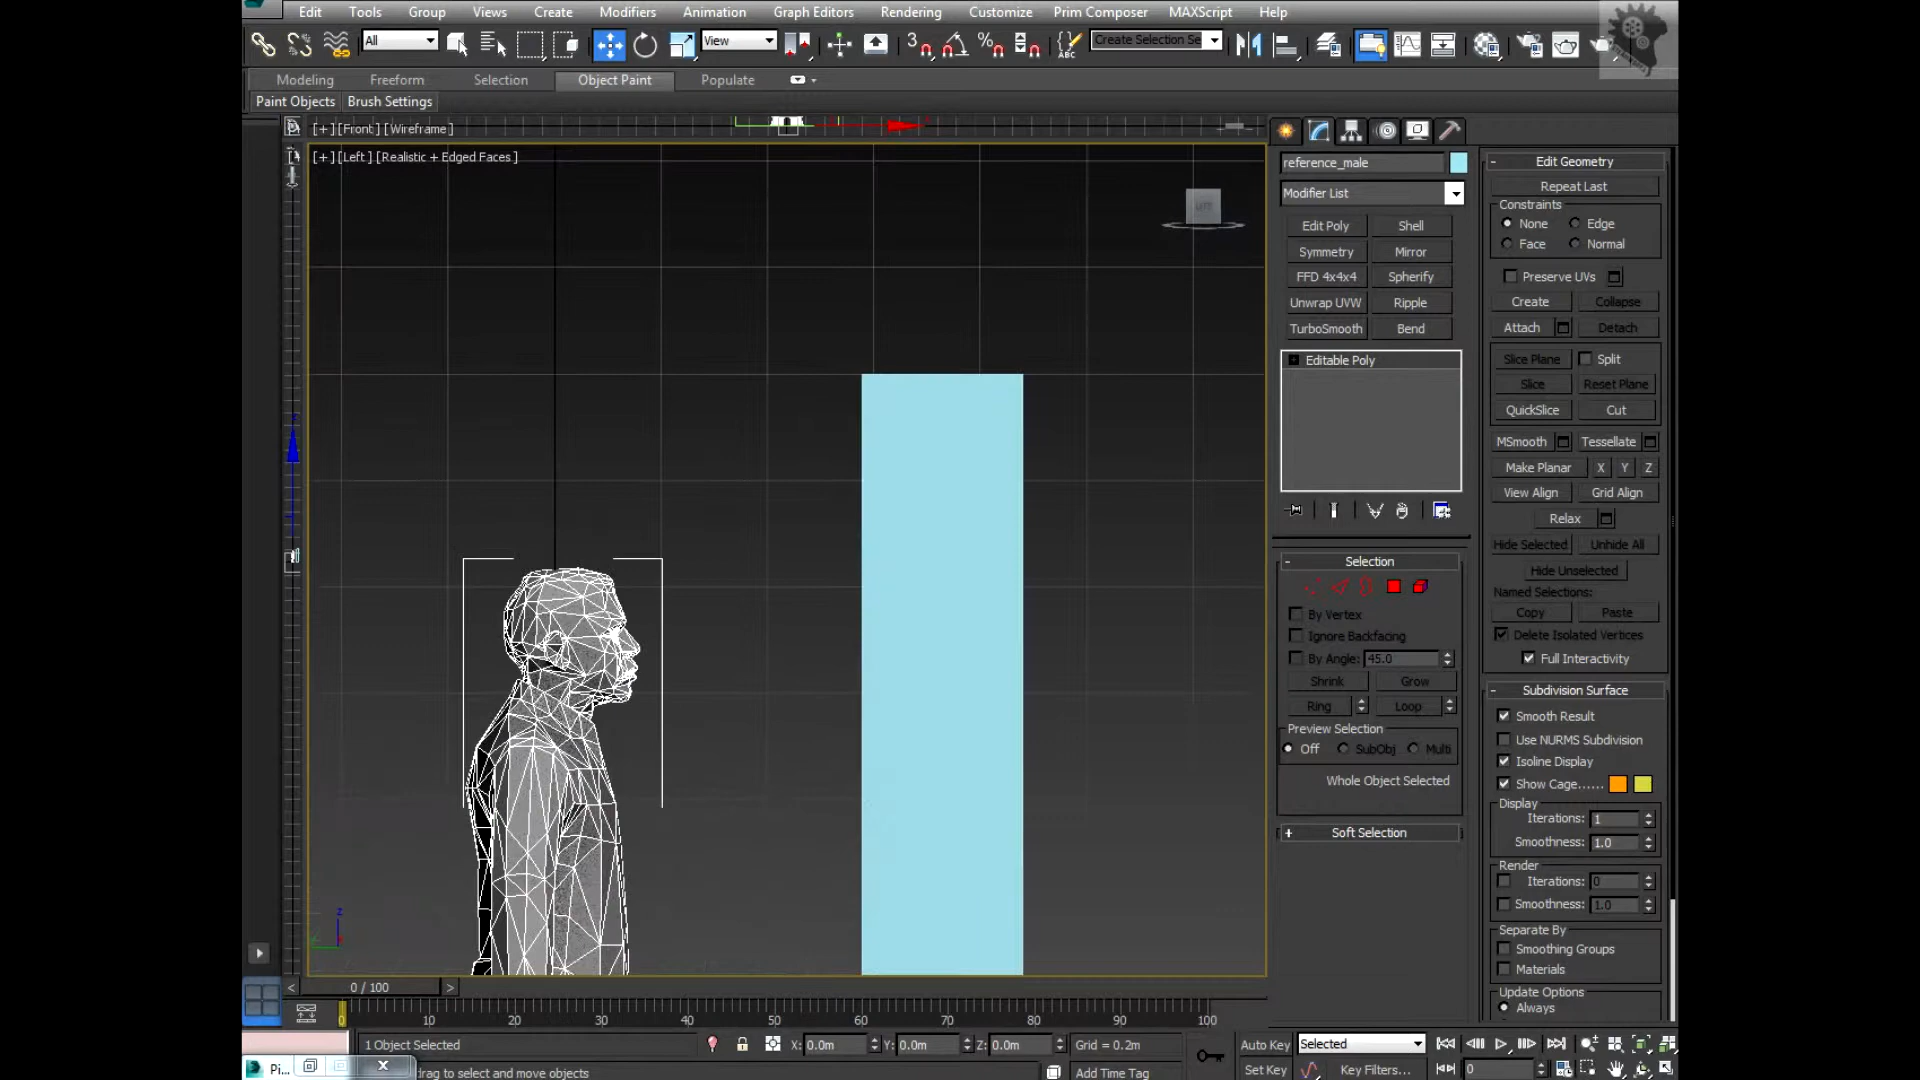 Edit Tools Group Views Create Modifiers Animation Graph Editors Rendering Customize Prim Composer MAXScript Help
All View 3 % ABC Create Selection Se
Modeling Freeform Selection Object Paint Populate
Paint Objects Brush Settings
[+] [Front] [Wireframe]
[+] [Left] [Realistic + Edged Faces]
z
0 / 100
0 10 20 30 40 50 60 70 80 90 100
reference_male
Modifier List
Edit Poly Shell
Symmetry Mirror
FFD 4x4x4 Spherify
Unwrap UVW Ripple
TurboSmooth Bend
Editable Poly
Selection
By Vertex
Ignore Backfacing
By Angle: 45.0
Shrink Grow
Ring Loop
Preview Selection
Off SubObj Multi
Whole Object Selected
Soft Selection
Edit Geometry
Repeat Last
Constraints
None Edge
Face Normal
Preserve UVs
Create Collapse
Attach Detach
Slice Plane Split
Slice Reset Plane
QuickSlice Cut
MSmooth Tessellate
Make Planar X Y Z
View Align Grid Align
Relax
Hide Selected Unhide All
Hide Unselected
Named Selections:
Copy Paste
Delete Isolated Vertices
Full Interactivity
Subdivision Surface
Smooth Result
Use NURMS Subdivision
Isoline Display
Show Cage......
Display
Iterations: 1
Smoothness: 1.0
Render
Iterations: 0
Smoothness: 1.0
Separate By
Smoothing Groups
Materials
Update Options
Always
1 Object Selected X: 0.0m Y: 0.0m Z: 0.0m Grid = 0.2m Auto Key Selected
Pi... drag to select and move objects Add Time Tag Set Key Key Filters... 0